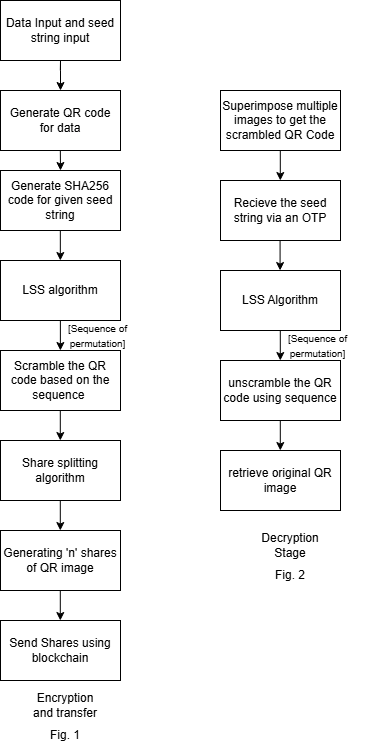 Data Input and seed
string input
Generate QR code
for data
Generate SHA256
code for given seed
string
LSS algorithm
[Sequence of
permutation]
Scramble the QR
code based on the
sequence
Share splitting
algorithm
Generating 'n' shares
of QR image
Send Shares using
blockchain
Encryption
and transfer
Fig. 1
Superimpose multiple
images to get the
scrambled QR Code
Recieve the seed
string via an OTP
LSS Algorithm
[Sequence of
permutation]
unscramble the QR
code using sequence
retrieve original QR
image
Decryption
Stage
Fig. 2